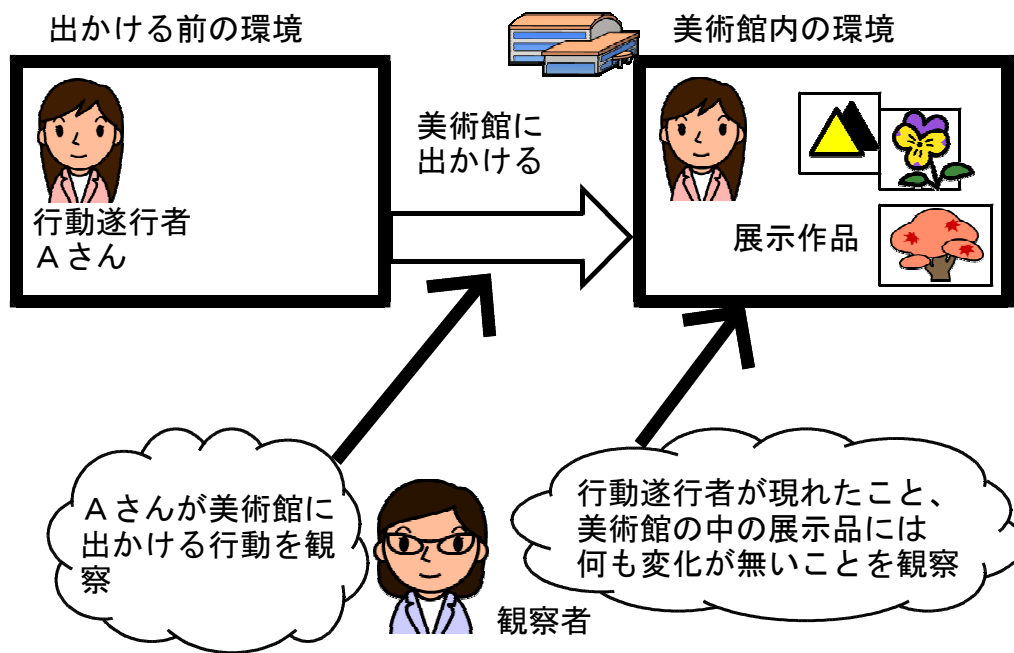 出かける前の環境
美術館内の環境
美術館に
出かける
行動遂行者
Aさん
展示作品
Aさんが美術館に
出かける行動を観
察
行動遂行者が現れたこと、
美術館の中の展示品には
何も変化が無いことを観察
観察者